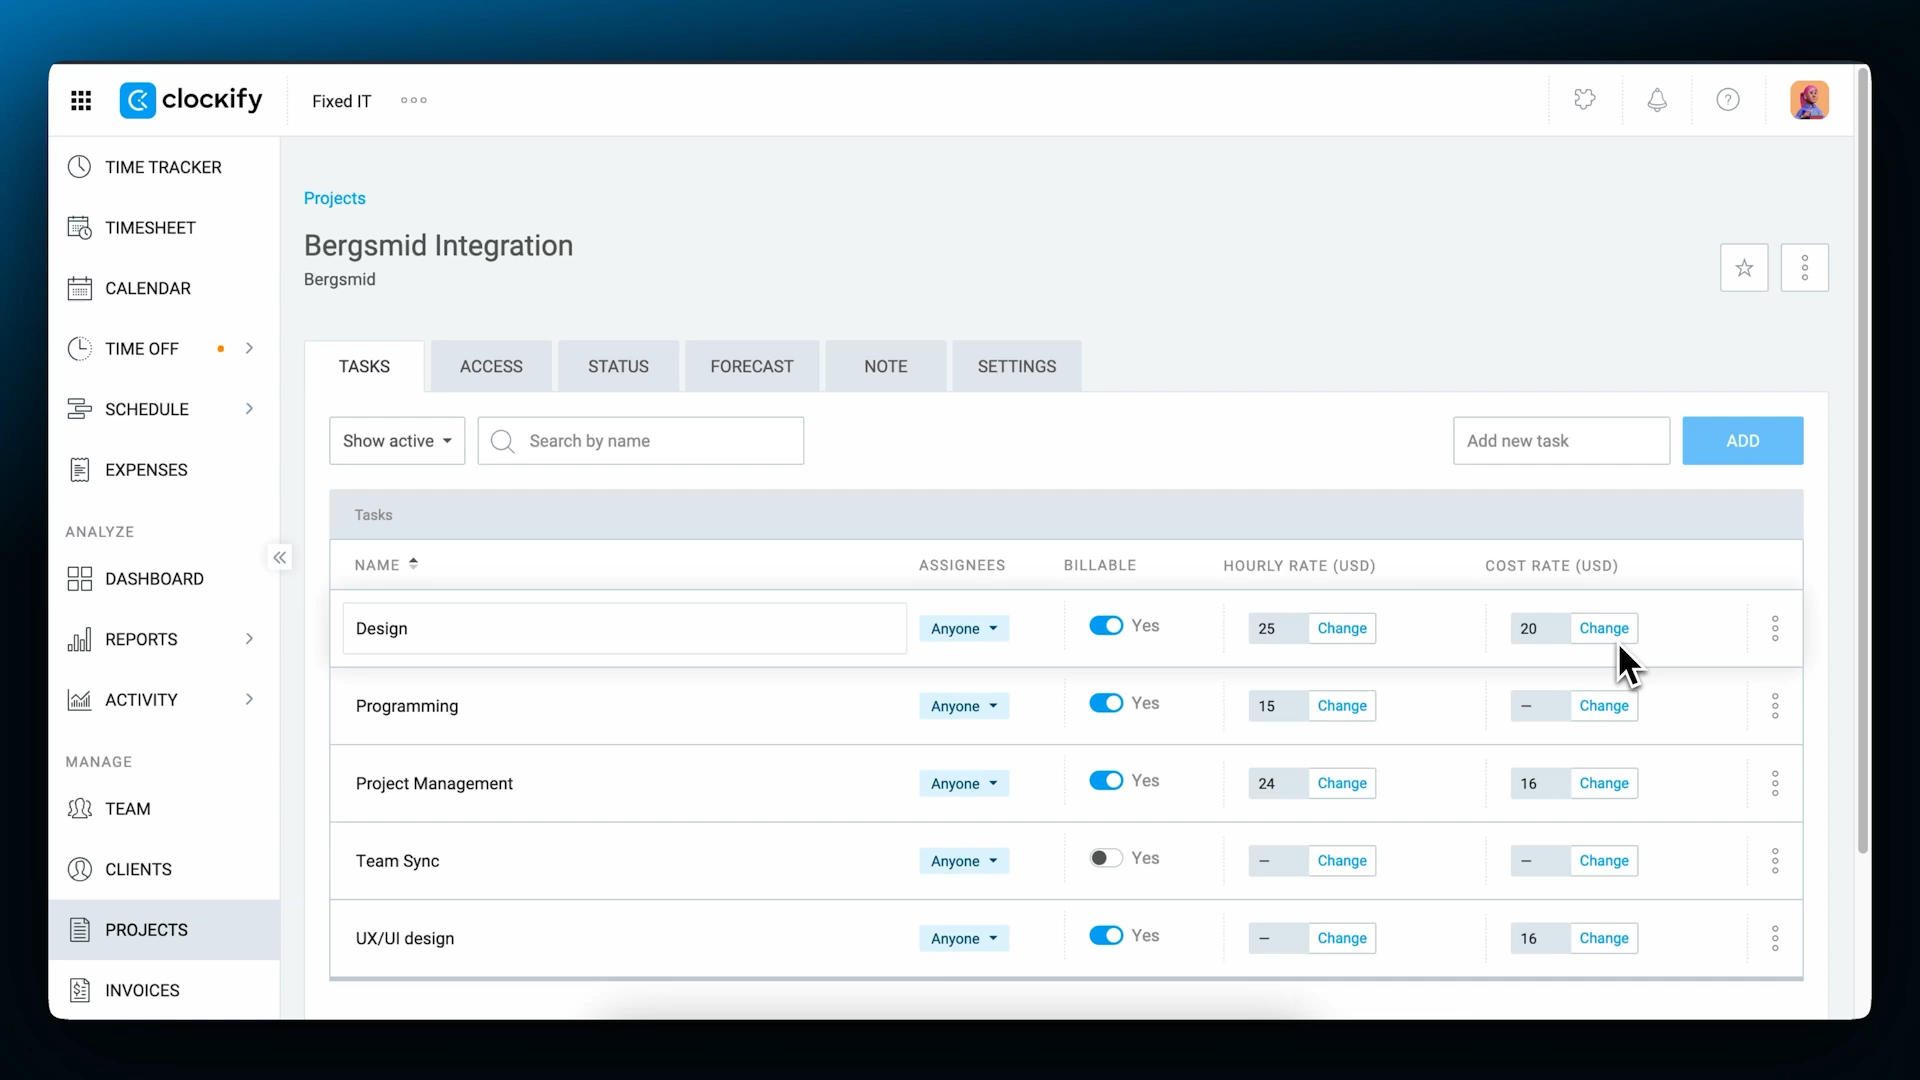 clockify
Fixed IT
TIME TRACKER
TIMESHEET
CALENDAR
TIME OFF
SCHEDULE
EXPENSES
ANALYZE
DASHBOARD
REPORTS
ACTIVITY
MANAGE
TEAM
CLIENTS
PROJECTS
INVOICES
Projects
Bergsmid Integration
Bergsmid
TASKS ACCESS STATUS FORECAST NOTE SETTINGS
Show active Search by name Add new task ADD
Tasks
NAME ASSIGNEES BILLABLE HOURLY RATE (USD) COST RATE (USD)
Design Anyone Yes 25 Change 20 Change
Programming Anyone Yes 15 Change – Change
Project Management Anyone Yes 24 Change 16 Change
Team Sync Anyone Yes – Change – Change
UX/UI design Anyone Yes – Change 16 Change